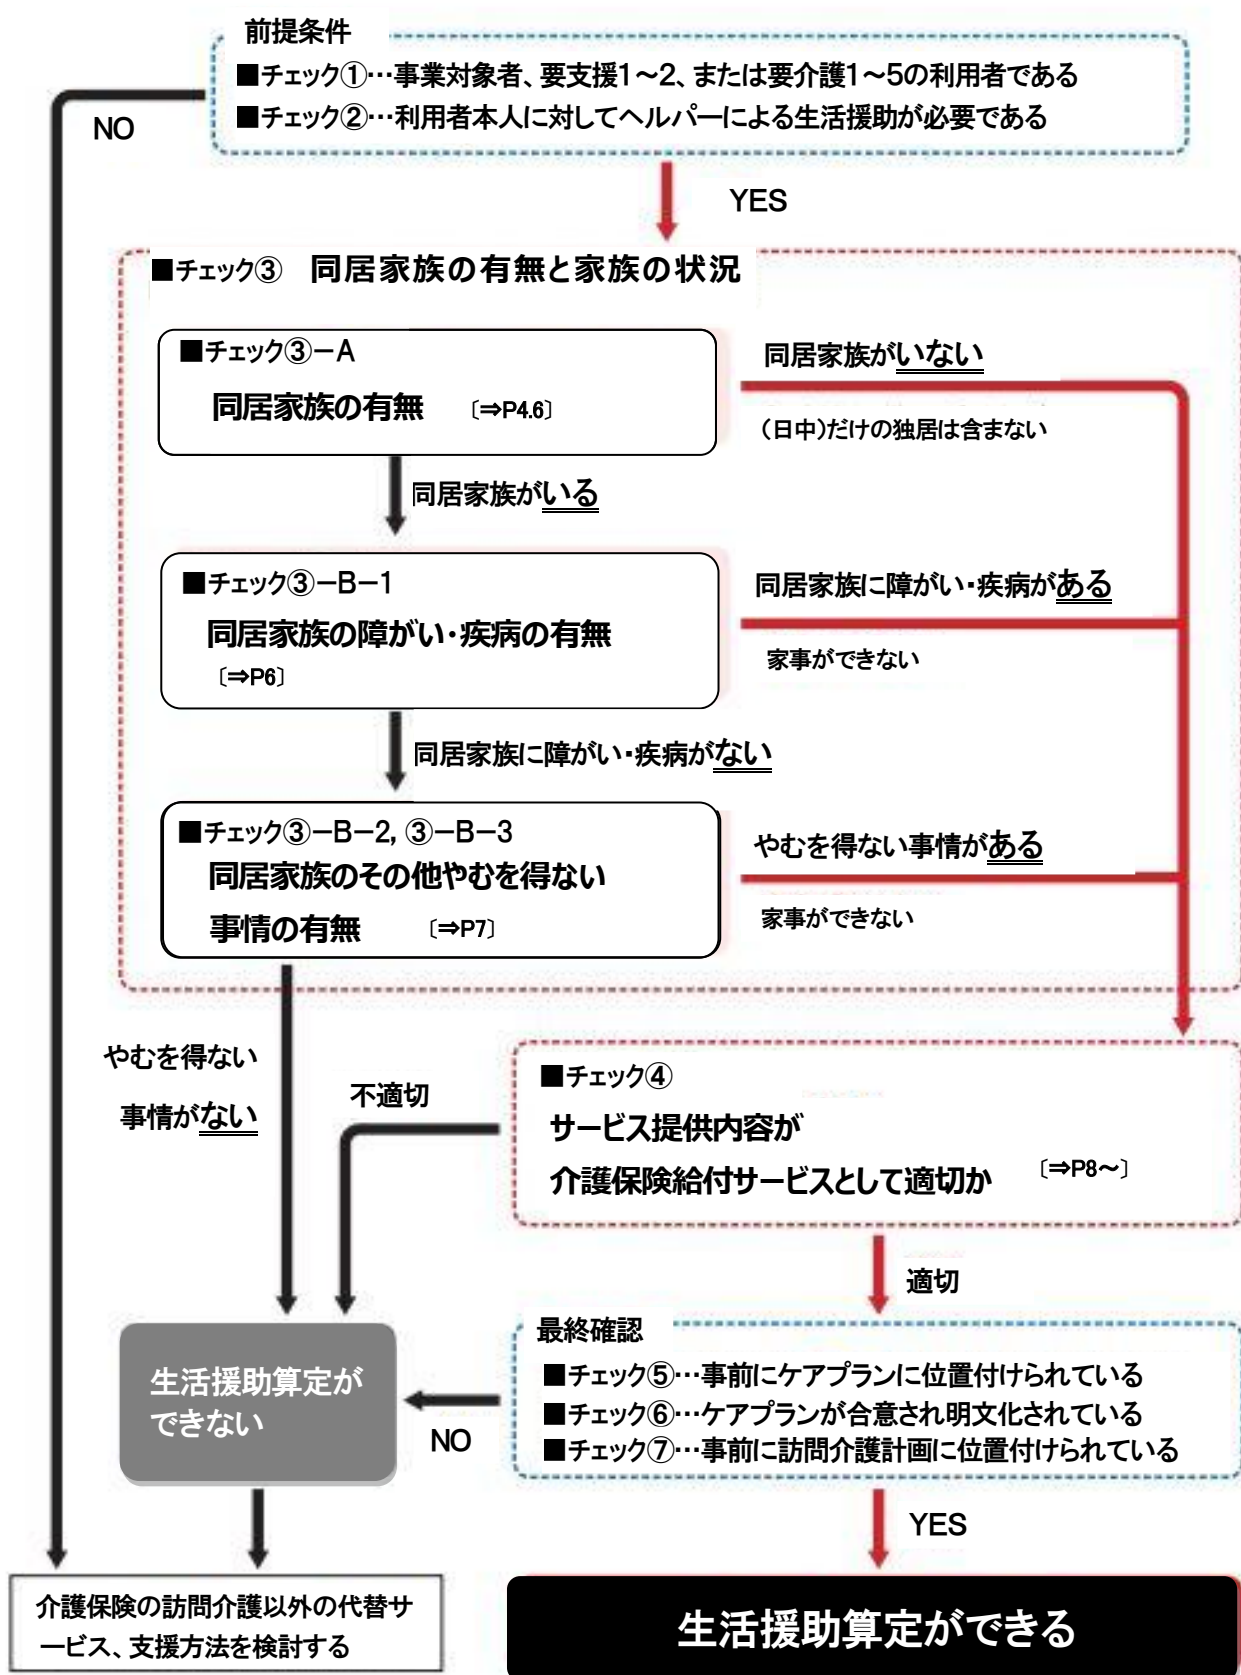 前提条件
■チェック①…事業対象者、要支援1～2、または要介護1～5の利用者である
■チェック②…利用者本人に対してヘルパーによる生活援助が必要である
NO
YES
■チェック③ 同居家族の有無と家族の状況
■チェック③－A
同居家族の有無 〔⇒P4.6〕
同居家族がいない
（日中）だけの独居は含まない
同居家族がいる
■チェック③－B－1
同居家族の障がい・疾病の有無
〔⇒P6〕
同居家族に障がい・疾病がある
家事ができない
同居家族に障がい・疾病がない
■チェック③－B－2, ③－B－3
同居家族のその他やむを得ない
事情の有無 〔⇒P7〕
やむを得ない事情がある
家事ができない
やむを得ない
事情がない
不適切
■チェック④
サービス提供内容が
介護保険給付サービスとして適切か 〔⇒P8～〕
適切
最終確認
■チェック⑤…事前にケアプランに位置付けられている
■チェック⑥…ケアプランが合意され明文化されている
■チェック⑦…事前に訪問介護計画に位置付けられている
生活援助算定が
できない
NO
YES
介護保険の訪問介護以外の代替サ
ービス、支援方法を検討する
生活援助算定ができる